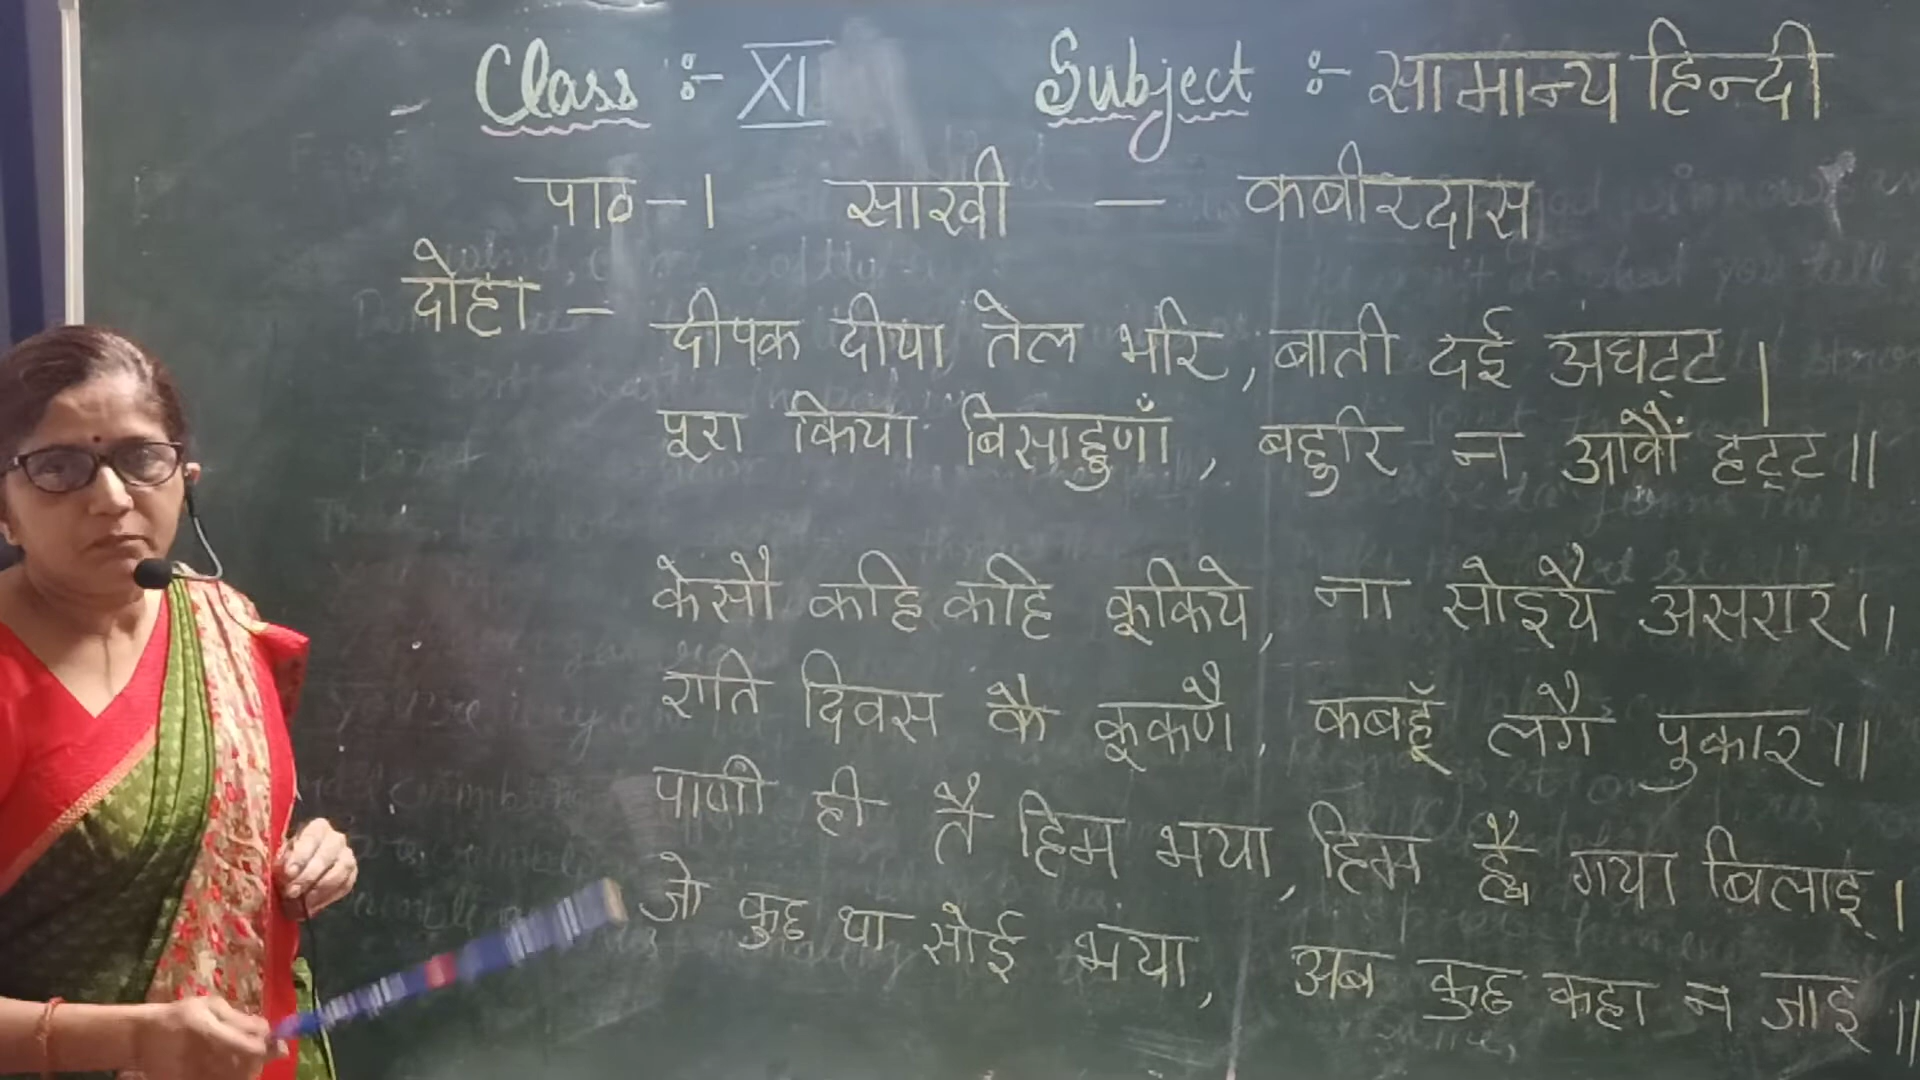 Class :- XI Subject :- सामान्य हिन्दी
पाठ-1 साखी — कबीरदास
दोहा -
दीपक दीया तेल भरि, बाती दई अघट्ट।
पूरा किया बिसाहुणाँ, बहुरि न आवौं हट्ट॥
केसौ कहि कहि कूकिये, ना सोइयै असरार।।
राति दिवस कै कूकणै, कबहूँ लगै पुकार॥
पाणी ही तै हिम भया, हिम ह्वै गया बिलाइ।
जो कुछ था सोई भया, अब कुछ कहा न जाइ॥